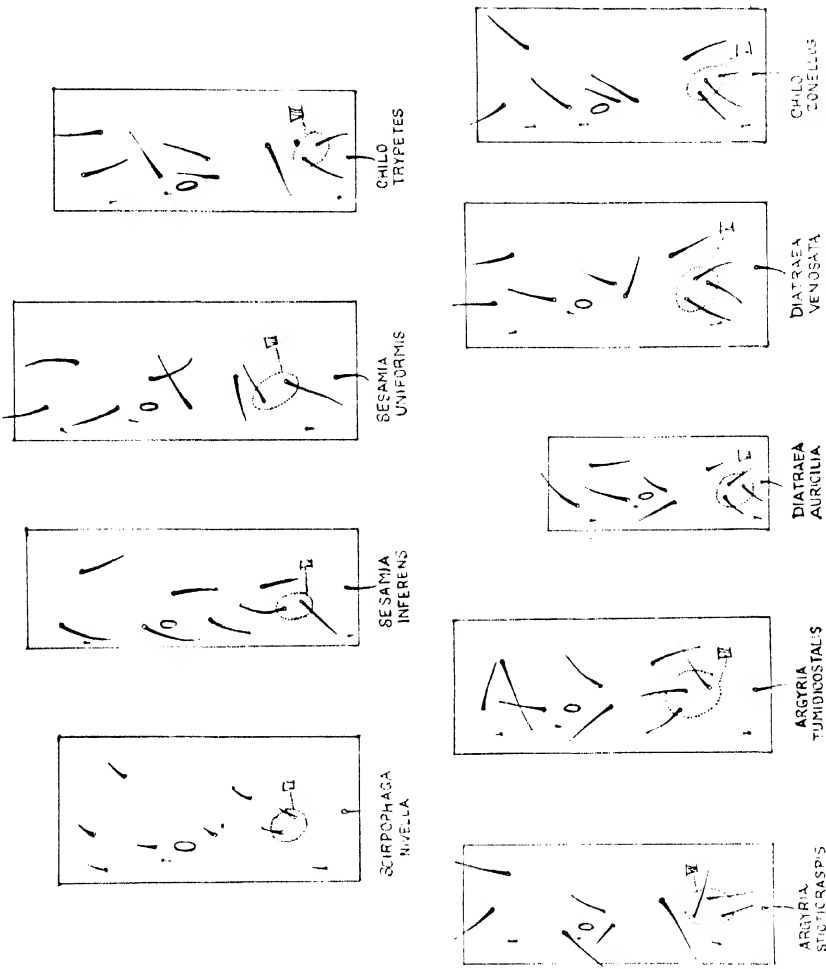 SCIRPOPHAGA
NIVELLA
SESAMIA
INFERENS
SESAMIA
UNIFORMIS
CHILO
TRYPETES
ARGYRIA
STICTICRASPIS
ARGYRIA
TUMIDICOSTALIS
DIATRAEA
AURICILIA
DIATRAEA
VENOSATA
CHILO
ZONELLUS